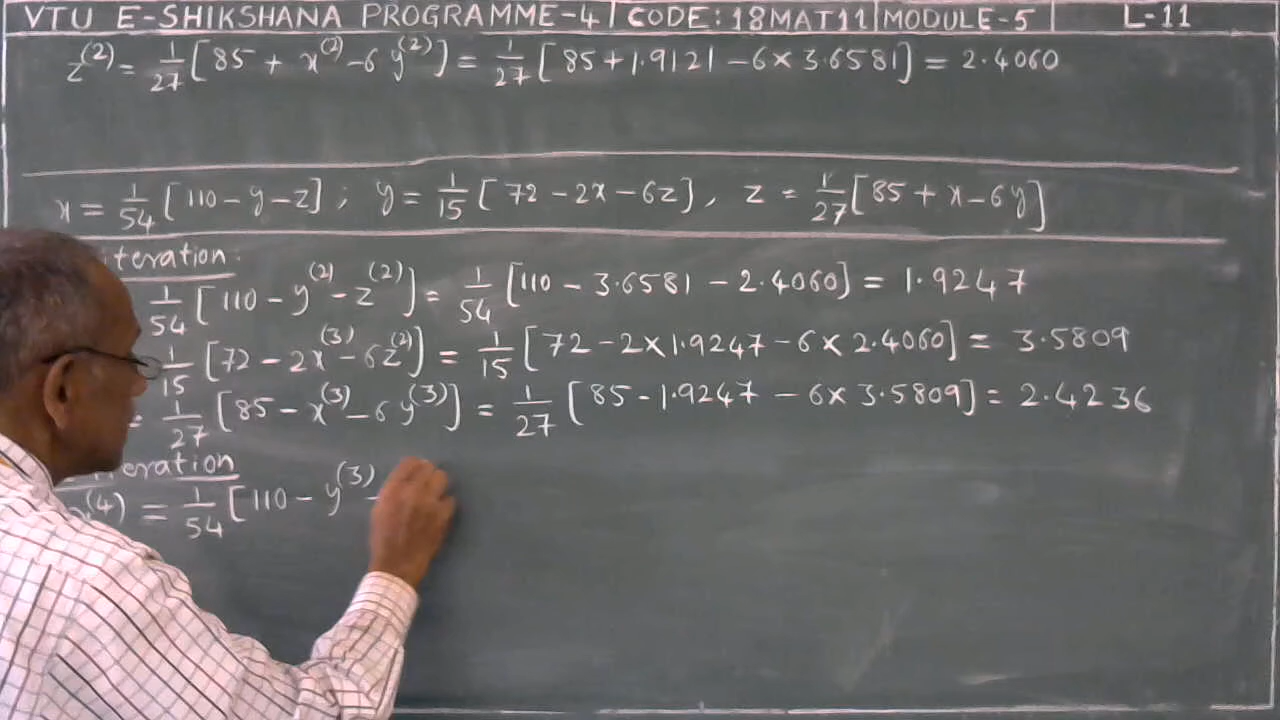 VTU E-SHIKSHANA PROGRAMME-4 | CODE: 18MAT11 | MODULE-5 | L-11
z^(2) = 1/27 [85 + x^(2) - 6 y^(2)] = 1/27 [85 + 1.9121 - 6 × 3.6581] = 2.4060
x = 1/54 [110 - y - z] ; y = 1/15 [72 - 2x - 6z], z = 1/27 [85 + x - 6y]
iteration:
1/54 [110 - y^(2) - z^(2)] = 1/54 [110 - 3.6581 - 2.4060] = 1.9247
1/15 [72 - 2x^(3) - 6z^(2)] = 1/15 [72 - 2×1.9247 - 6 × 2.4060] = 3.5809
= 1/27 [85 - x^(3) - 6 y^(3)] = 1/27 [85 - 1.9247 - 6× 3.5809] = 2.4236
eration
^(4) = 1/54 [110 - y^(3) -